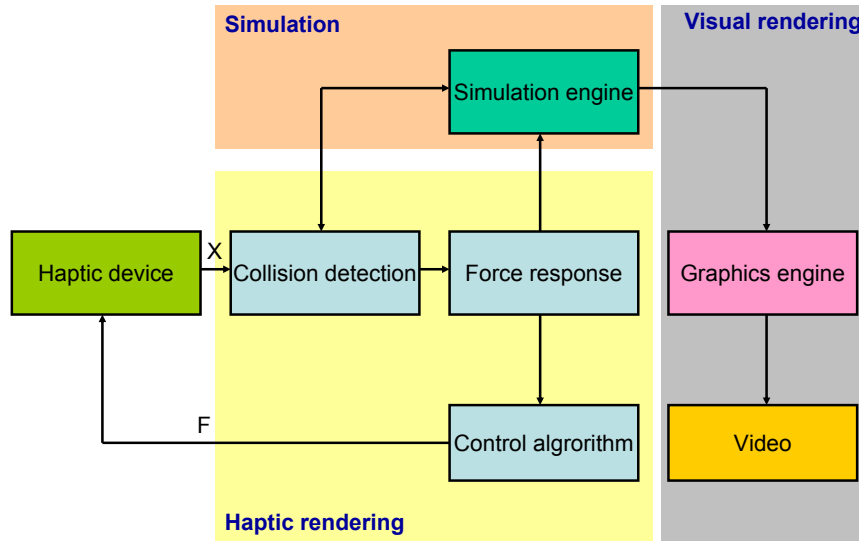 Simulation
Visual rendering
Simulation engine
X
Haptic device
Collision detection
Force response
Graphics engine
F
Control algrorithm
Video
Haptic rendering